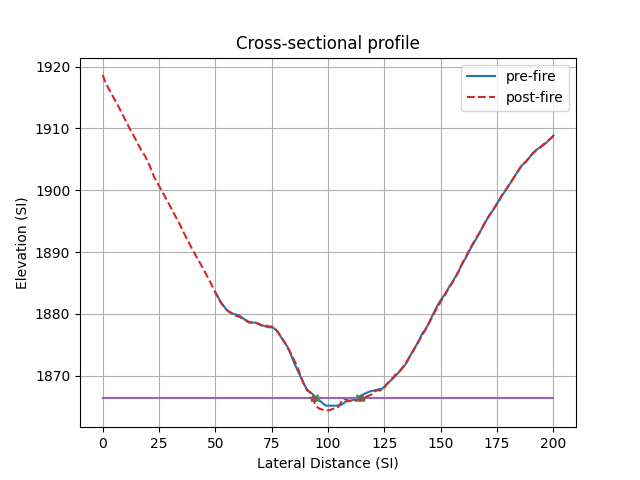 Cross-sectional profile
pre-fire
post-fire
Elevation (SI)
1920
1910
1900
1890
1880
1870
0 25 50 75 100 125 150 175 200
Lateral Distance (SI)